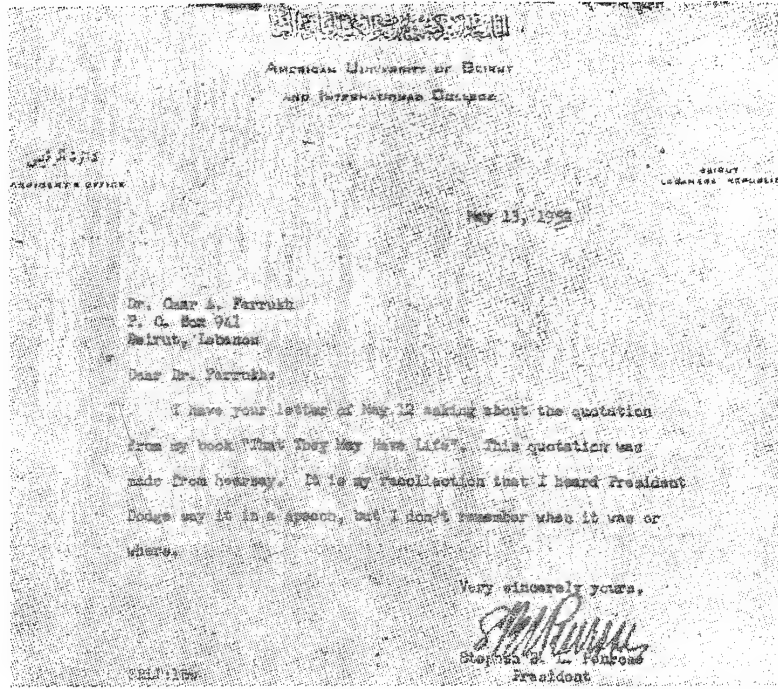 AMERICAN UNIVERSITY OF BEIRUT
AND INTERNATIONAL COLLEGE
PRESIDENT'S OFFICE
BEIRUT
LEBANESE REPUBLIC
May 13, 1952
Dr. Omar A. Farrukh
P. O. Box 941
Beirut, Lebanon
Dear Dr. Farrukh:
I have your letter of May 12 asking about the quotation
from my book "That They May Have Life". This quotation was
made from hearsay. It is my recollection that I heard President
Dodge say it in a speech, but I don't remember when it was or
where.
Very sincerely yours,
Stephen B. L. Penrose
President